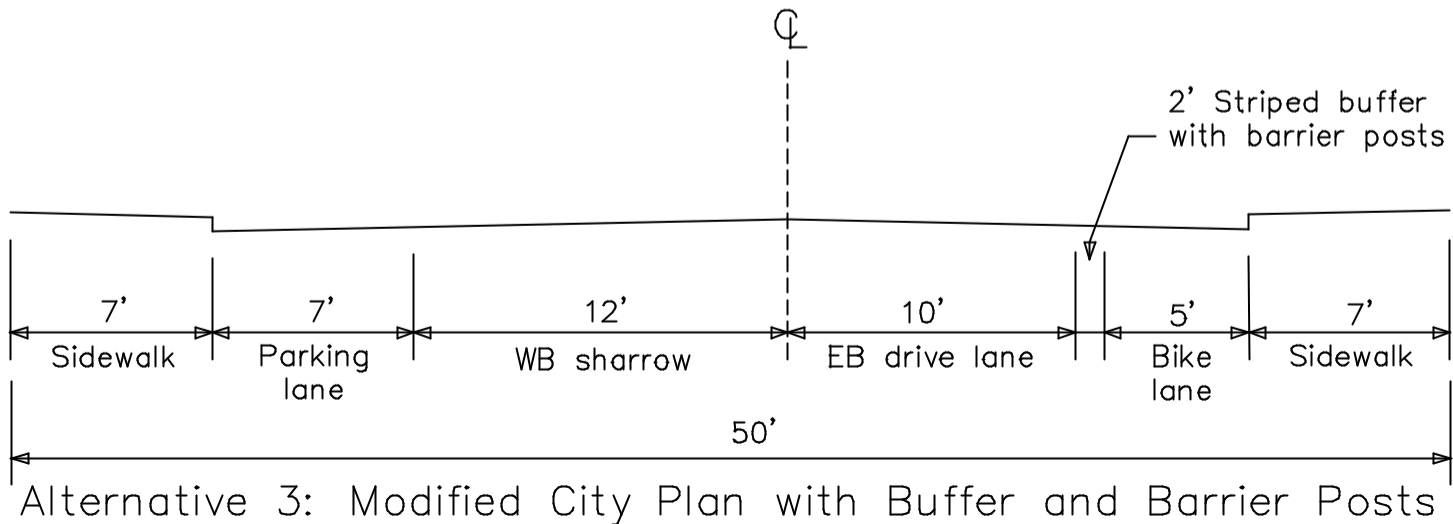 ℄
2' Striped buffer
with barrier posts
7'
7'
12'
10'
5'
7'
Sidewalk
Parking
lane
WB sharrow
EB drive lane
Bike
lane
Sidewalk
50'
Alternative 3: Modified City Plan with Buffer and Barrier Posts